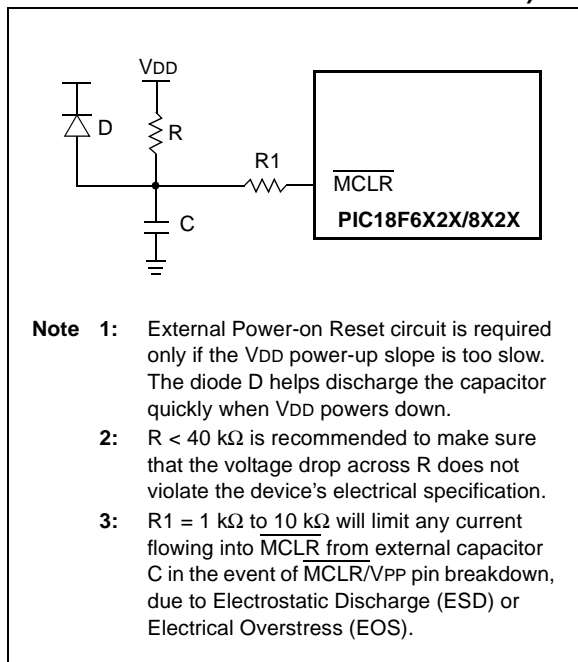 VDD
D
R
R1
MCLR
PIC18F6X2X/8X2X
C
Note 1: External Power-on Reset circuit is required
only if the VDD power-up slope is too slow.
The diode D helps discharge the capacitor
quickly when VDD powers down.
2: R < 40 kΩ is recommended to make sure
that the voltage drop across R does not
violate the device's electrical specification.
3: R1 = 1 kΩ to 10 kΩ will limit any current
flowing into MCLR from external capacitor
C in the event of MCLR/VPP pin breakdown,
due to Electrostatic Discharge (ESD) or
Electrical Overstress (EOS).